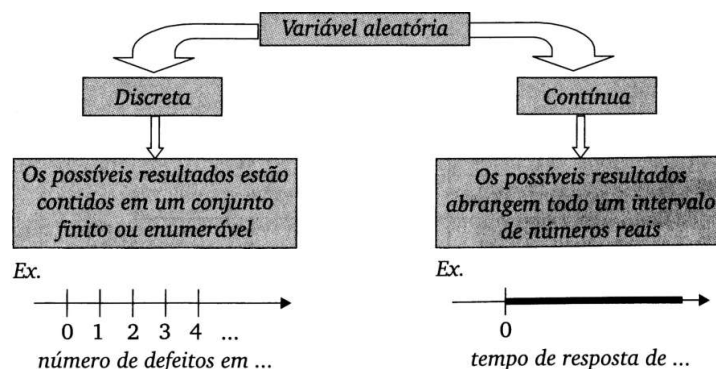 Variável aleatória
Discreta
Contínua
Os possíveis resultados estão
contidos em um conjunto
finito ou enumerável
Os possíveis resultados
abrangem todo um intervalo
de números reais
Ex.
0 1 2 3 4 ...
número de defeitos em ...
Ex.
0
tempo de resposta de ...